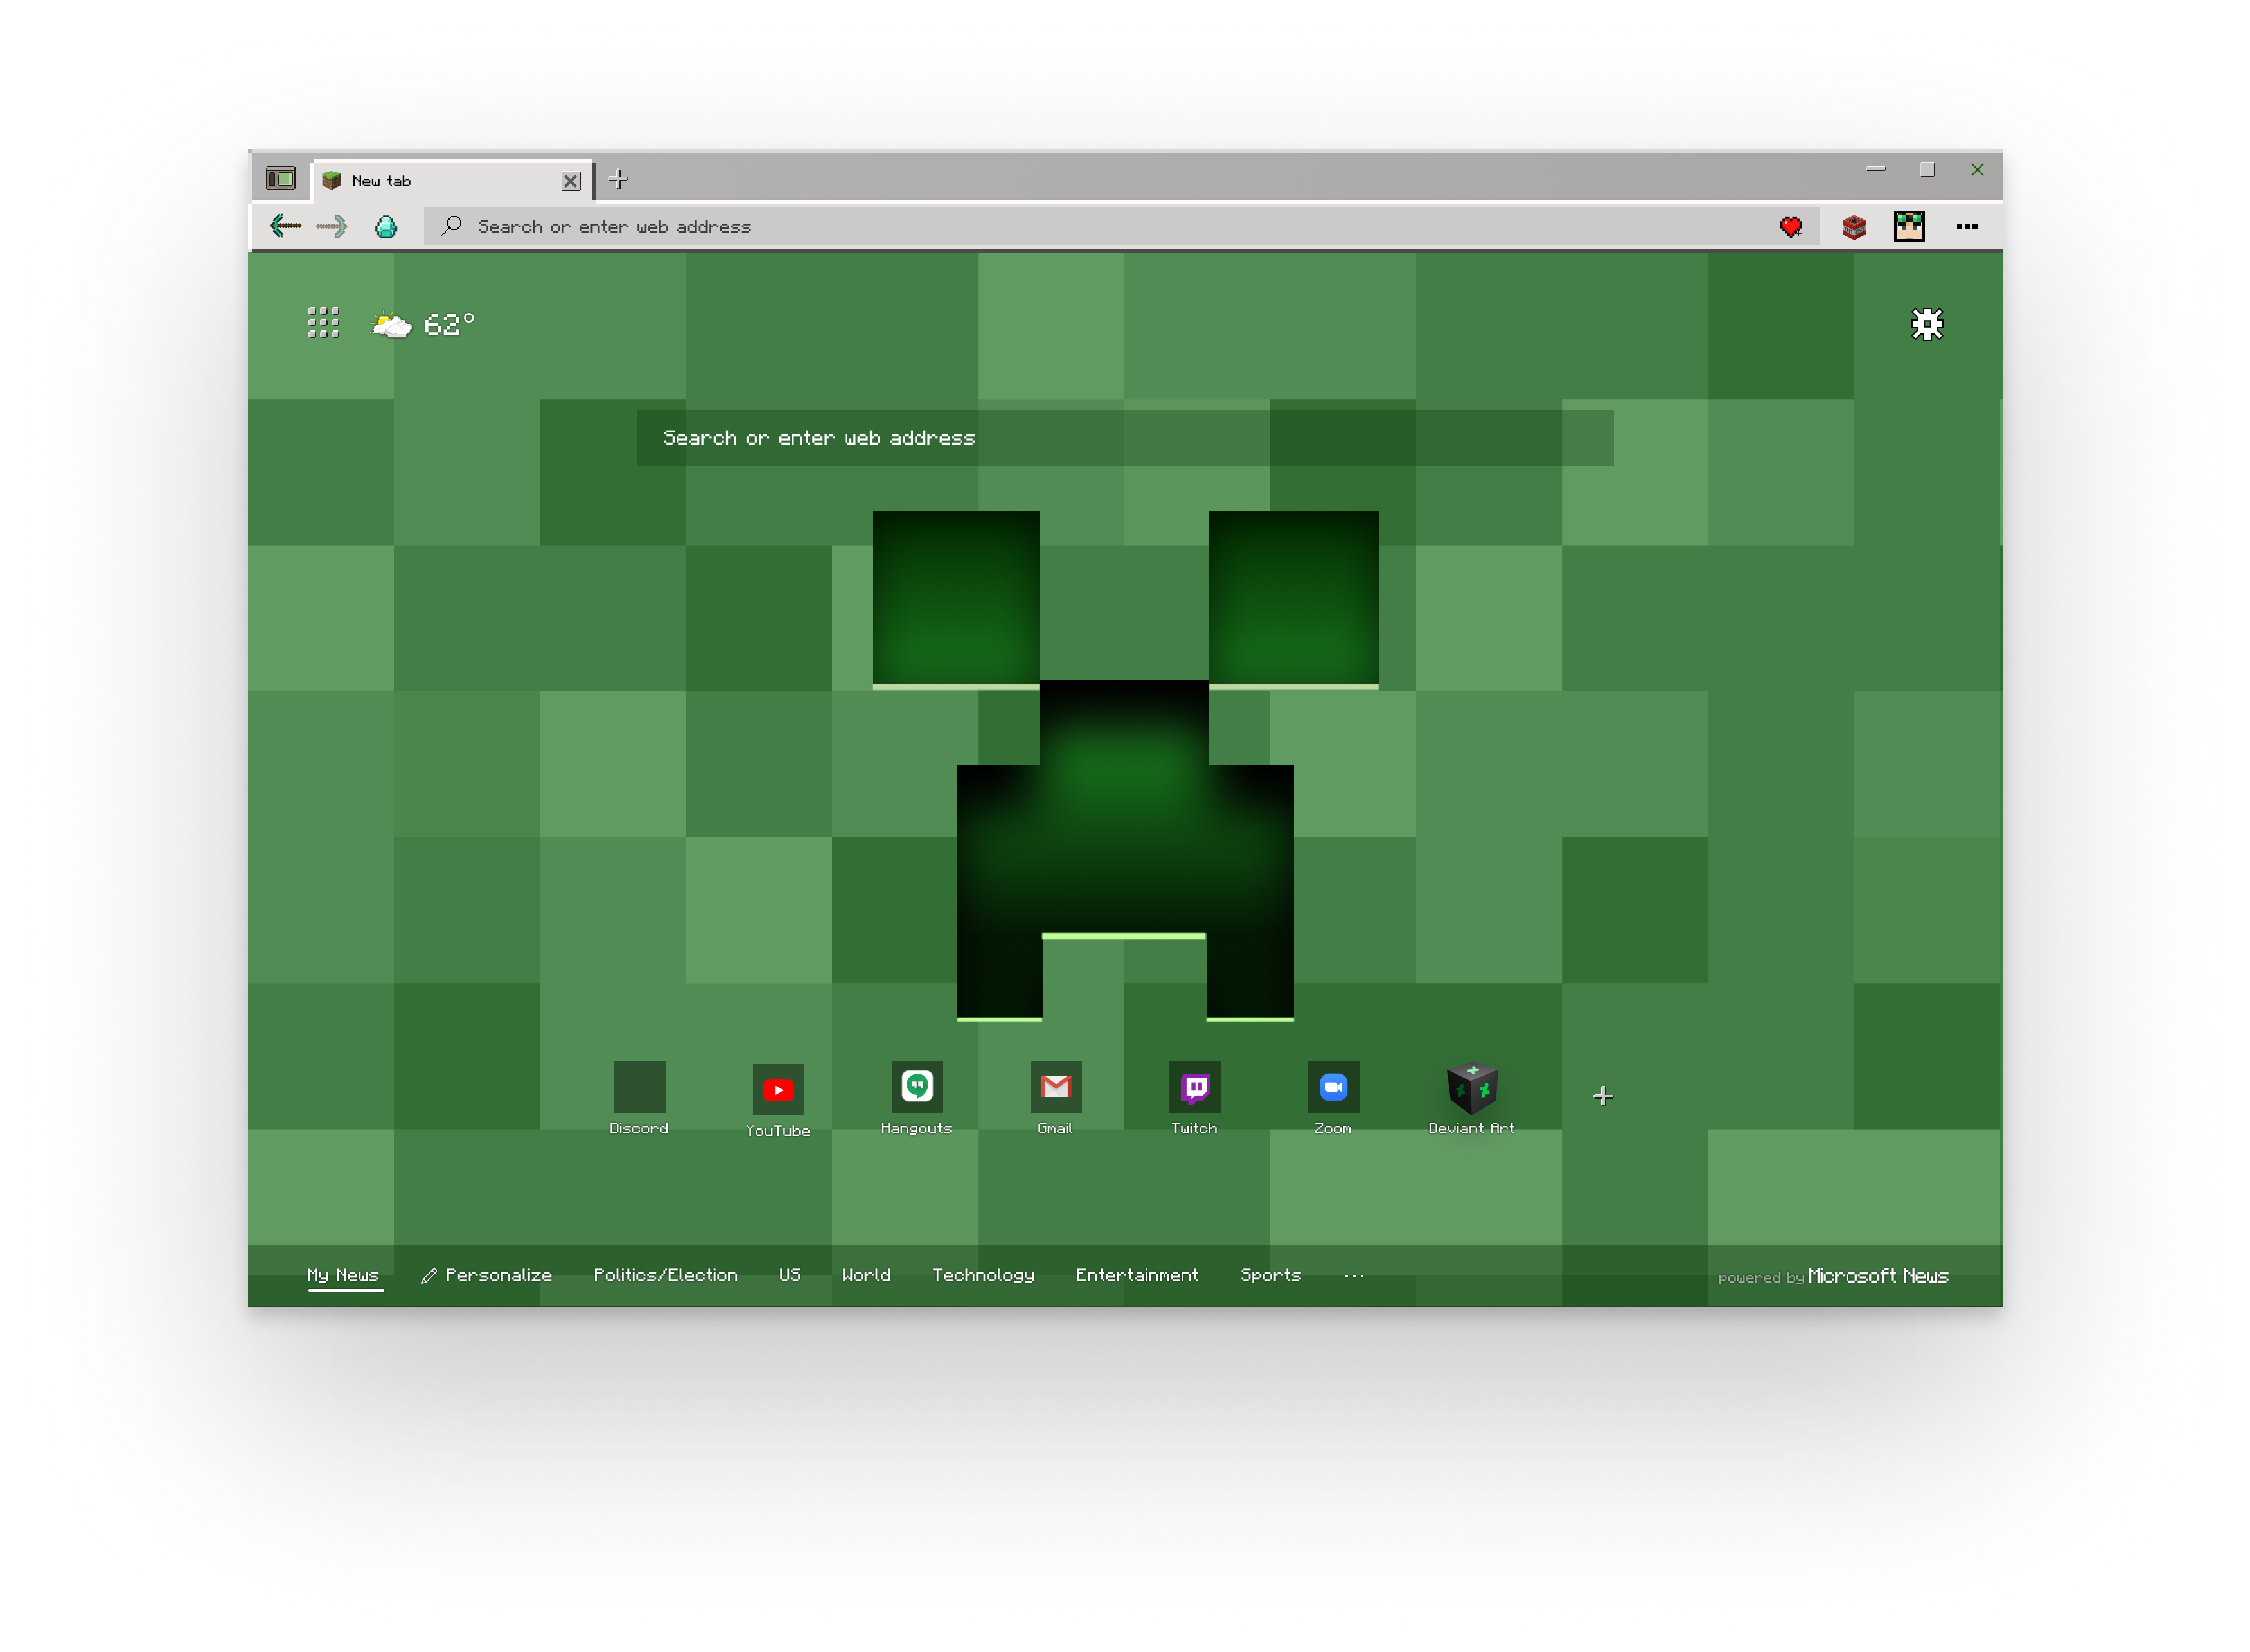 New tab
Search or enter web address
62°
Search or enter web address
Discord
YouTube
Hangouts
Gmail
Twitch
Zoom
Deviant Art
My News
Personalize
Politics/Election
US
World
Technology
Entertainment
Sports
...
powered by Microsoft News